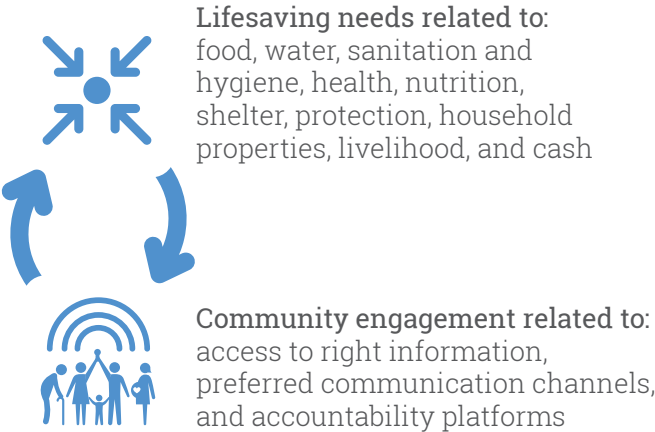 Lifesaving needs related to:
food, water, sanitation and
hygiene, health, nutrition,
shelter, protection, household
properties, livelihood, and cash
Community engagement related to:
access to right information,
preferred communication channels,
and accountability platforms